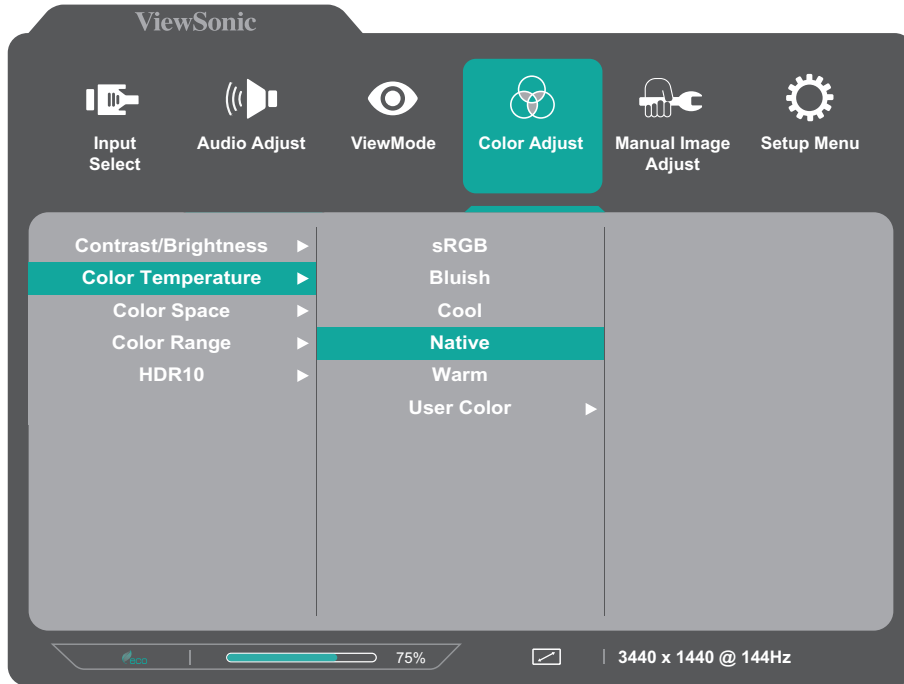 ViewSonic
Input
Select
Audio Adjust
ViewMode
Color Adjust
Manual Image
Adjust
Setup Menu
Contrast/Brightness
Color Temperature
Color Space
Color Range
HDR10
sRGB
Bluish
Cool
Native
Warm
User Color
eco
75%
3440 x 1440 @ 144Hz